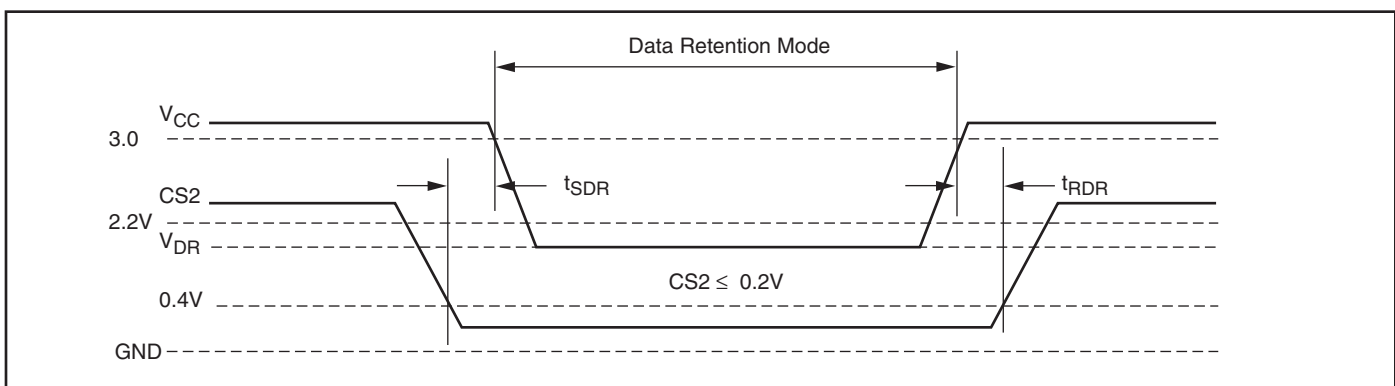 Data Retention Mode
VCC
3.0
tSDR
tRDR
CS2
2.2V
VDR
CS2 ≤ 0.2V
0.4V
GND